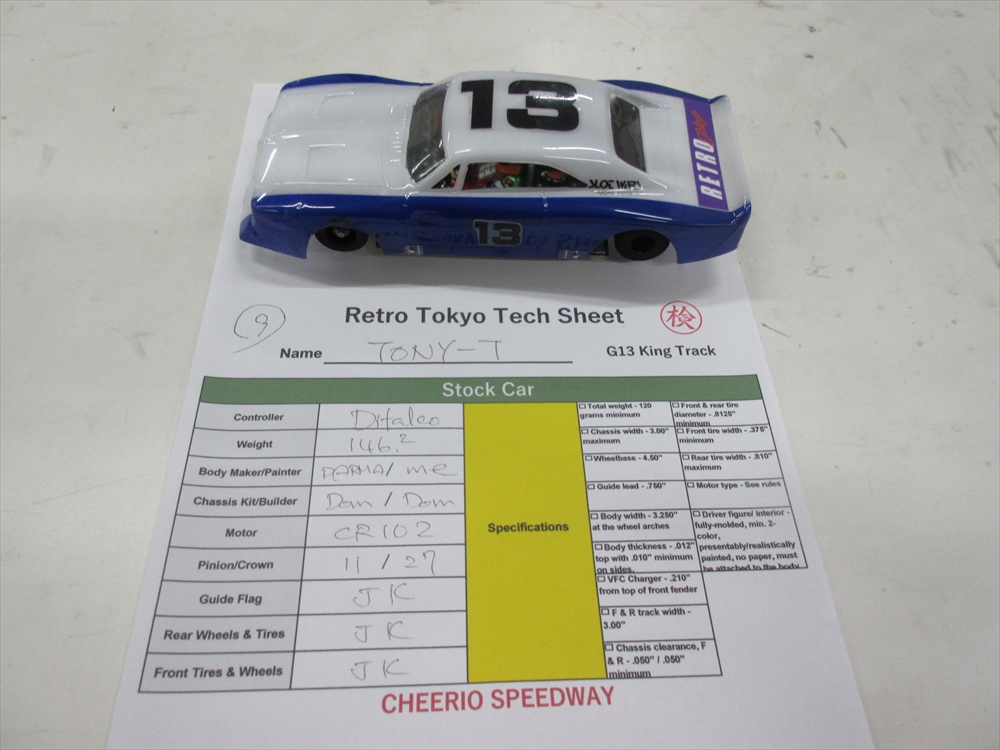 13
RETRO Tokyo
SLOT WARS
13
9
Retro Tokyo Tech Sheet
検
Name TONY-T
G13 King Track
Stock Car
Controller Difalco
Weight 146.2
Body Maker/Painter PARMA/ me
Chassis Kit/Builder Dom / Dom
Motor CR102
Pinion/Crown 11 / 27
Guide Flag JK
Rear Wheels & Tires JK
Front Tires & Wheels JK
Specifications
Total weight - 120
grams minimum
Chassis width - 3.00"
maximum
Wheelbase - 4.50"
Guide lead - .750"
Body width - 3.250"
at the wheel arches
Body thickness - .012"
top with .010" minimum
on sides.
VFC Charger - .210"
from top of front fender
F & R track width -
3.00"
Chassis clearance, F
& R - .050" / .050"
minimum
Front & rear tire
diameter - .8125"
minimum
Front tire width - .375"
minimum
Rear tire width - .810"
maximum
Motor type - See rules
Driver figure/ interior -
fully-molded, min. 2-
color,
presentably/realistically
painted, no paper, must
be attached to the body
CHEERIO SPEEDWAY